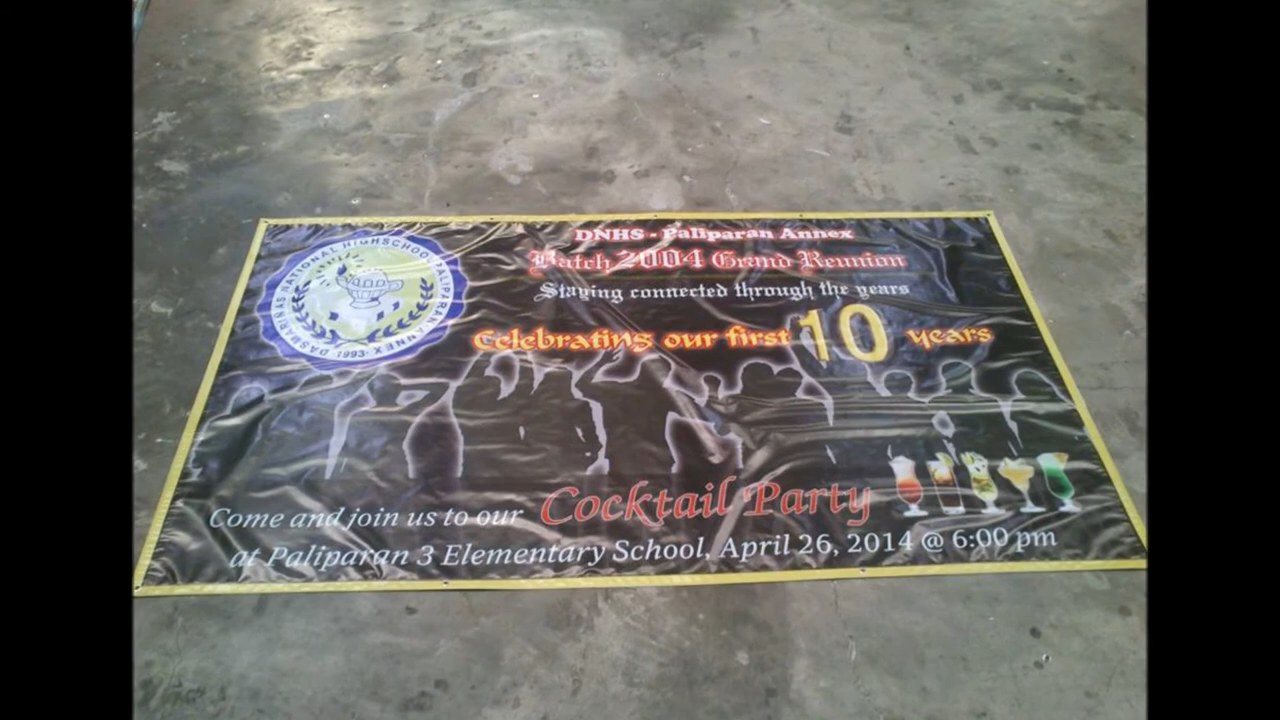 DASMARIÑAS NATIONAL HIGHSCHOOL PALIPARAN ANNEX
·1993·
DNHS - Paliparan Annex
Batch 2004 Grand Reunion
Staying connected through the years
Celebrating our first 10 years
Come and join us to our Cocktail Party
at Paliparan 3 Elementary School, April 26, 2014 @ 6:00 pm